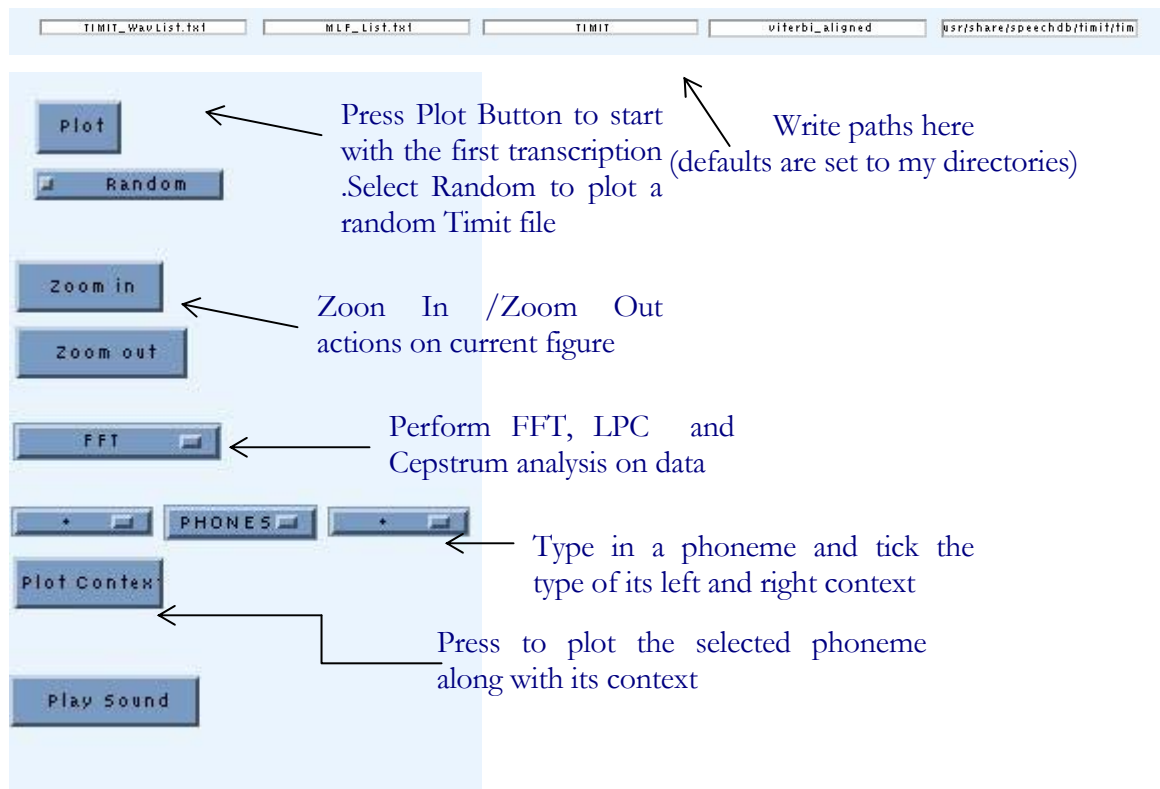 TIMIT_WavList.txt MLF_List.txt TIMIT viterbi_aligned usr/share/speechdb/timit/tim
Plot
Random
Press Plot Button to start
with the first transcription
.Select Random to plot a
random Timit file
Write paths here
(defaults are set to my directories)
Zoom in
Zoom out
Zoon In /Zoom Out
actions on current figure
FFT
Perform FFT, LPC and
Cepstrum analysis on data
* PHONES *
Type in a phoneme and tick the
type of its left and right context
Plot Contex
Press to plot the selected phoneme
along with its context
Play Sound